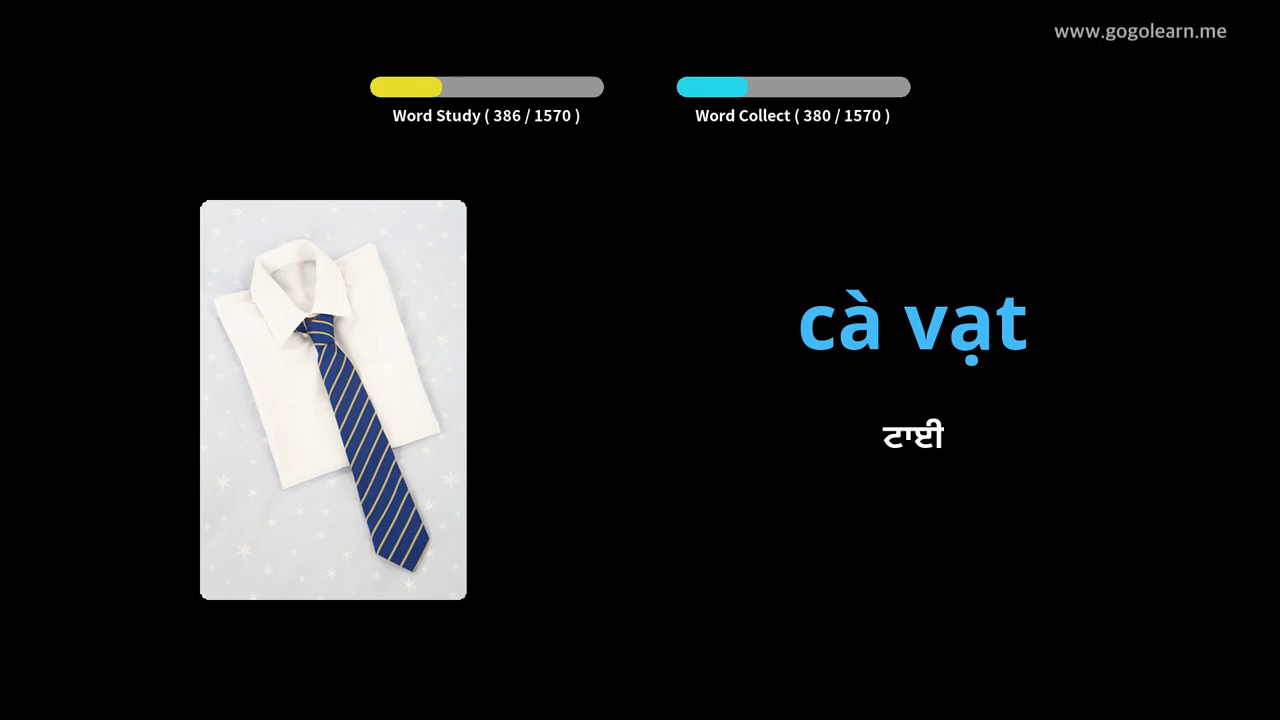 www.gogolearn.me
Word Study ( 386 / 1570 )
Word Collect ( 380 / 1570 )
cà vạt
ਟਾਈ